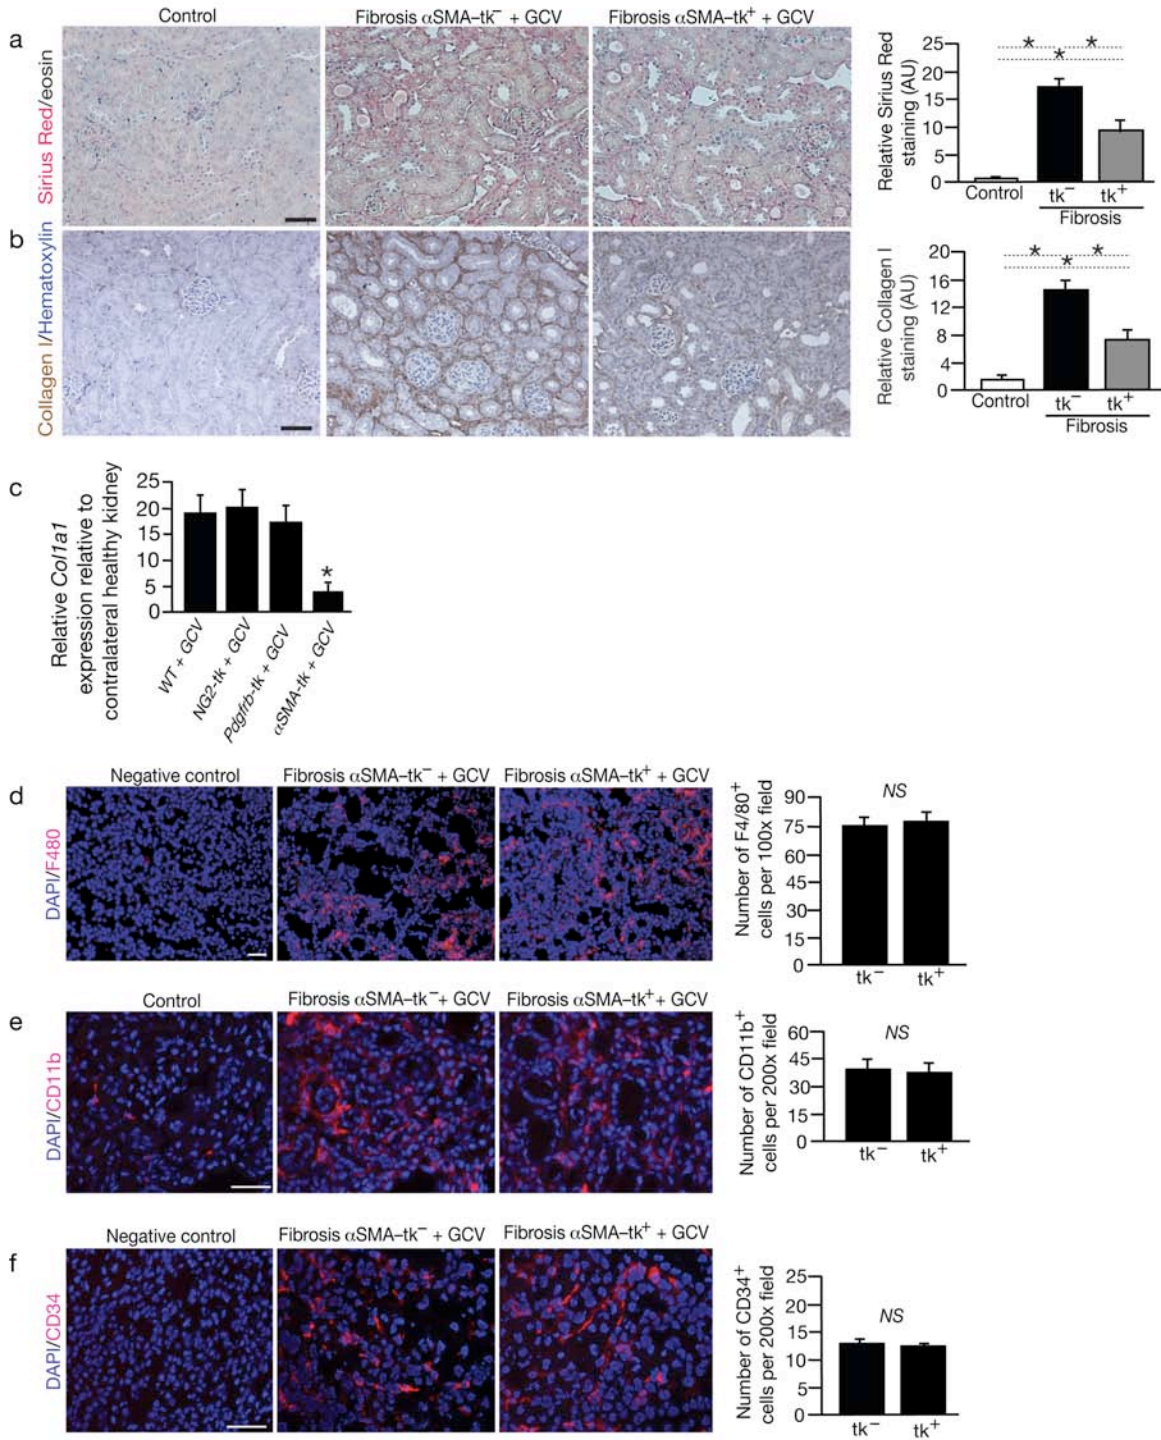 Control
Fibrosis αSMA–tk⁻ + GCV
Fibrosis αSMA–tk⁺ + GCV
a
Sirius Red/eosin
Relative Sirius Red
staining (AU)
25
20
15
10
5
0
* *
*
Control
tk⁻
tk⁺
Fibrosis
b
Collagen I/Hematoxylin
Relative Collagen I
staining (AU)
20
16
12
8
4
0
* *
*
Control
tk⁻
tk⁺
Fibrosis
c
Relative Col1a1
expression relative to
contralateral healthy kidney
25
20
15
10
5
0
*
WT + GCV
NG2-tk + GCV
Pdgfrb-tk + GCV
αSMA-tk + GCV
d
Negative control
Fibrosis αSMA–tk⁻ + GCV
Fibrosis αSMA–tk⁺ + GCV
DAPI/F480
Number of F4/80⁺
cells per 100x field
90
75
60
45
30
15
0
NS
tk⁻
tk⁺
e
Control
Fibrosis αSMA–tk⁻+ GCV
Fibrosis αSMA–tk⁺ + GCV
DAPI/CD11b
Number of CD11b⁺
cells per 200x field
60
45
30
15
0
NS
tk⁻
tk⁺
f
Negative control
Fibrosis αSMA–tk⁻ + GCV
Fibrosis αSMA–tk⁺ + GCV
DAPI/CD34
Number of CD34⁺
cells per 200x field
25
20
15
10
5
0
NS
tk⁻
tk⁺